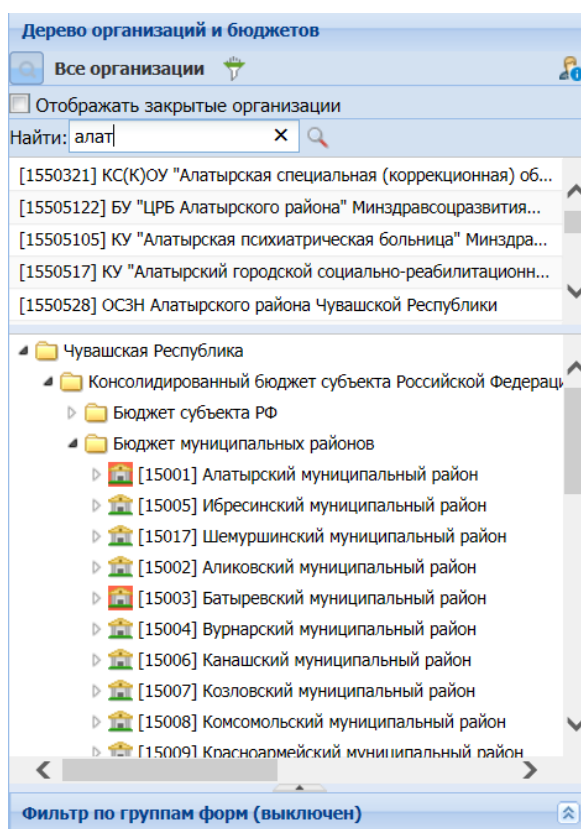 Дерево организаций и бюджетов
Все организации
Отображать закрытые организации
Найти: алат
[1550321] КС(К)ОУ "Алатырская специальная (коррекционная) об...
[15505122] БУ "ЦРБ Алатырского района" Минздравсоцразвития...
[15505105] КУ "Алатырская психиатрическая больница" Минздра...
[1550517] КУ "Алатырский городской социально-реабилитационн...
[1550528] ОСЗН Алатырского района Чувашской Республики
Чувашская Республика
Консолидированный бюджет субъекта Российской Федераци
Бюджет субъекта РФ
Бюджет муниципальных районов
[15001] Алатырский муниципальный район
[15005] Ибресинский муниципальный район
[15017] Шемуршинский муниципальный район
[15002] Аликовский муниципальный район
[15003] Батыревский муниципальный район
[15004] Вурнарский муниципальный район
[15006] Канашский муниципальный район
[15007] Козловский муниципальный район
[15008] Комсомольский муниципальный район
[15009] Красноармейский муниципальный район
Фильтр по группам форм (выключен)